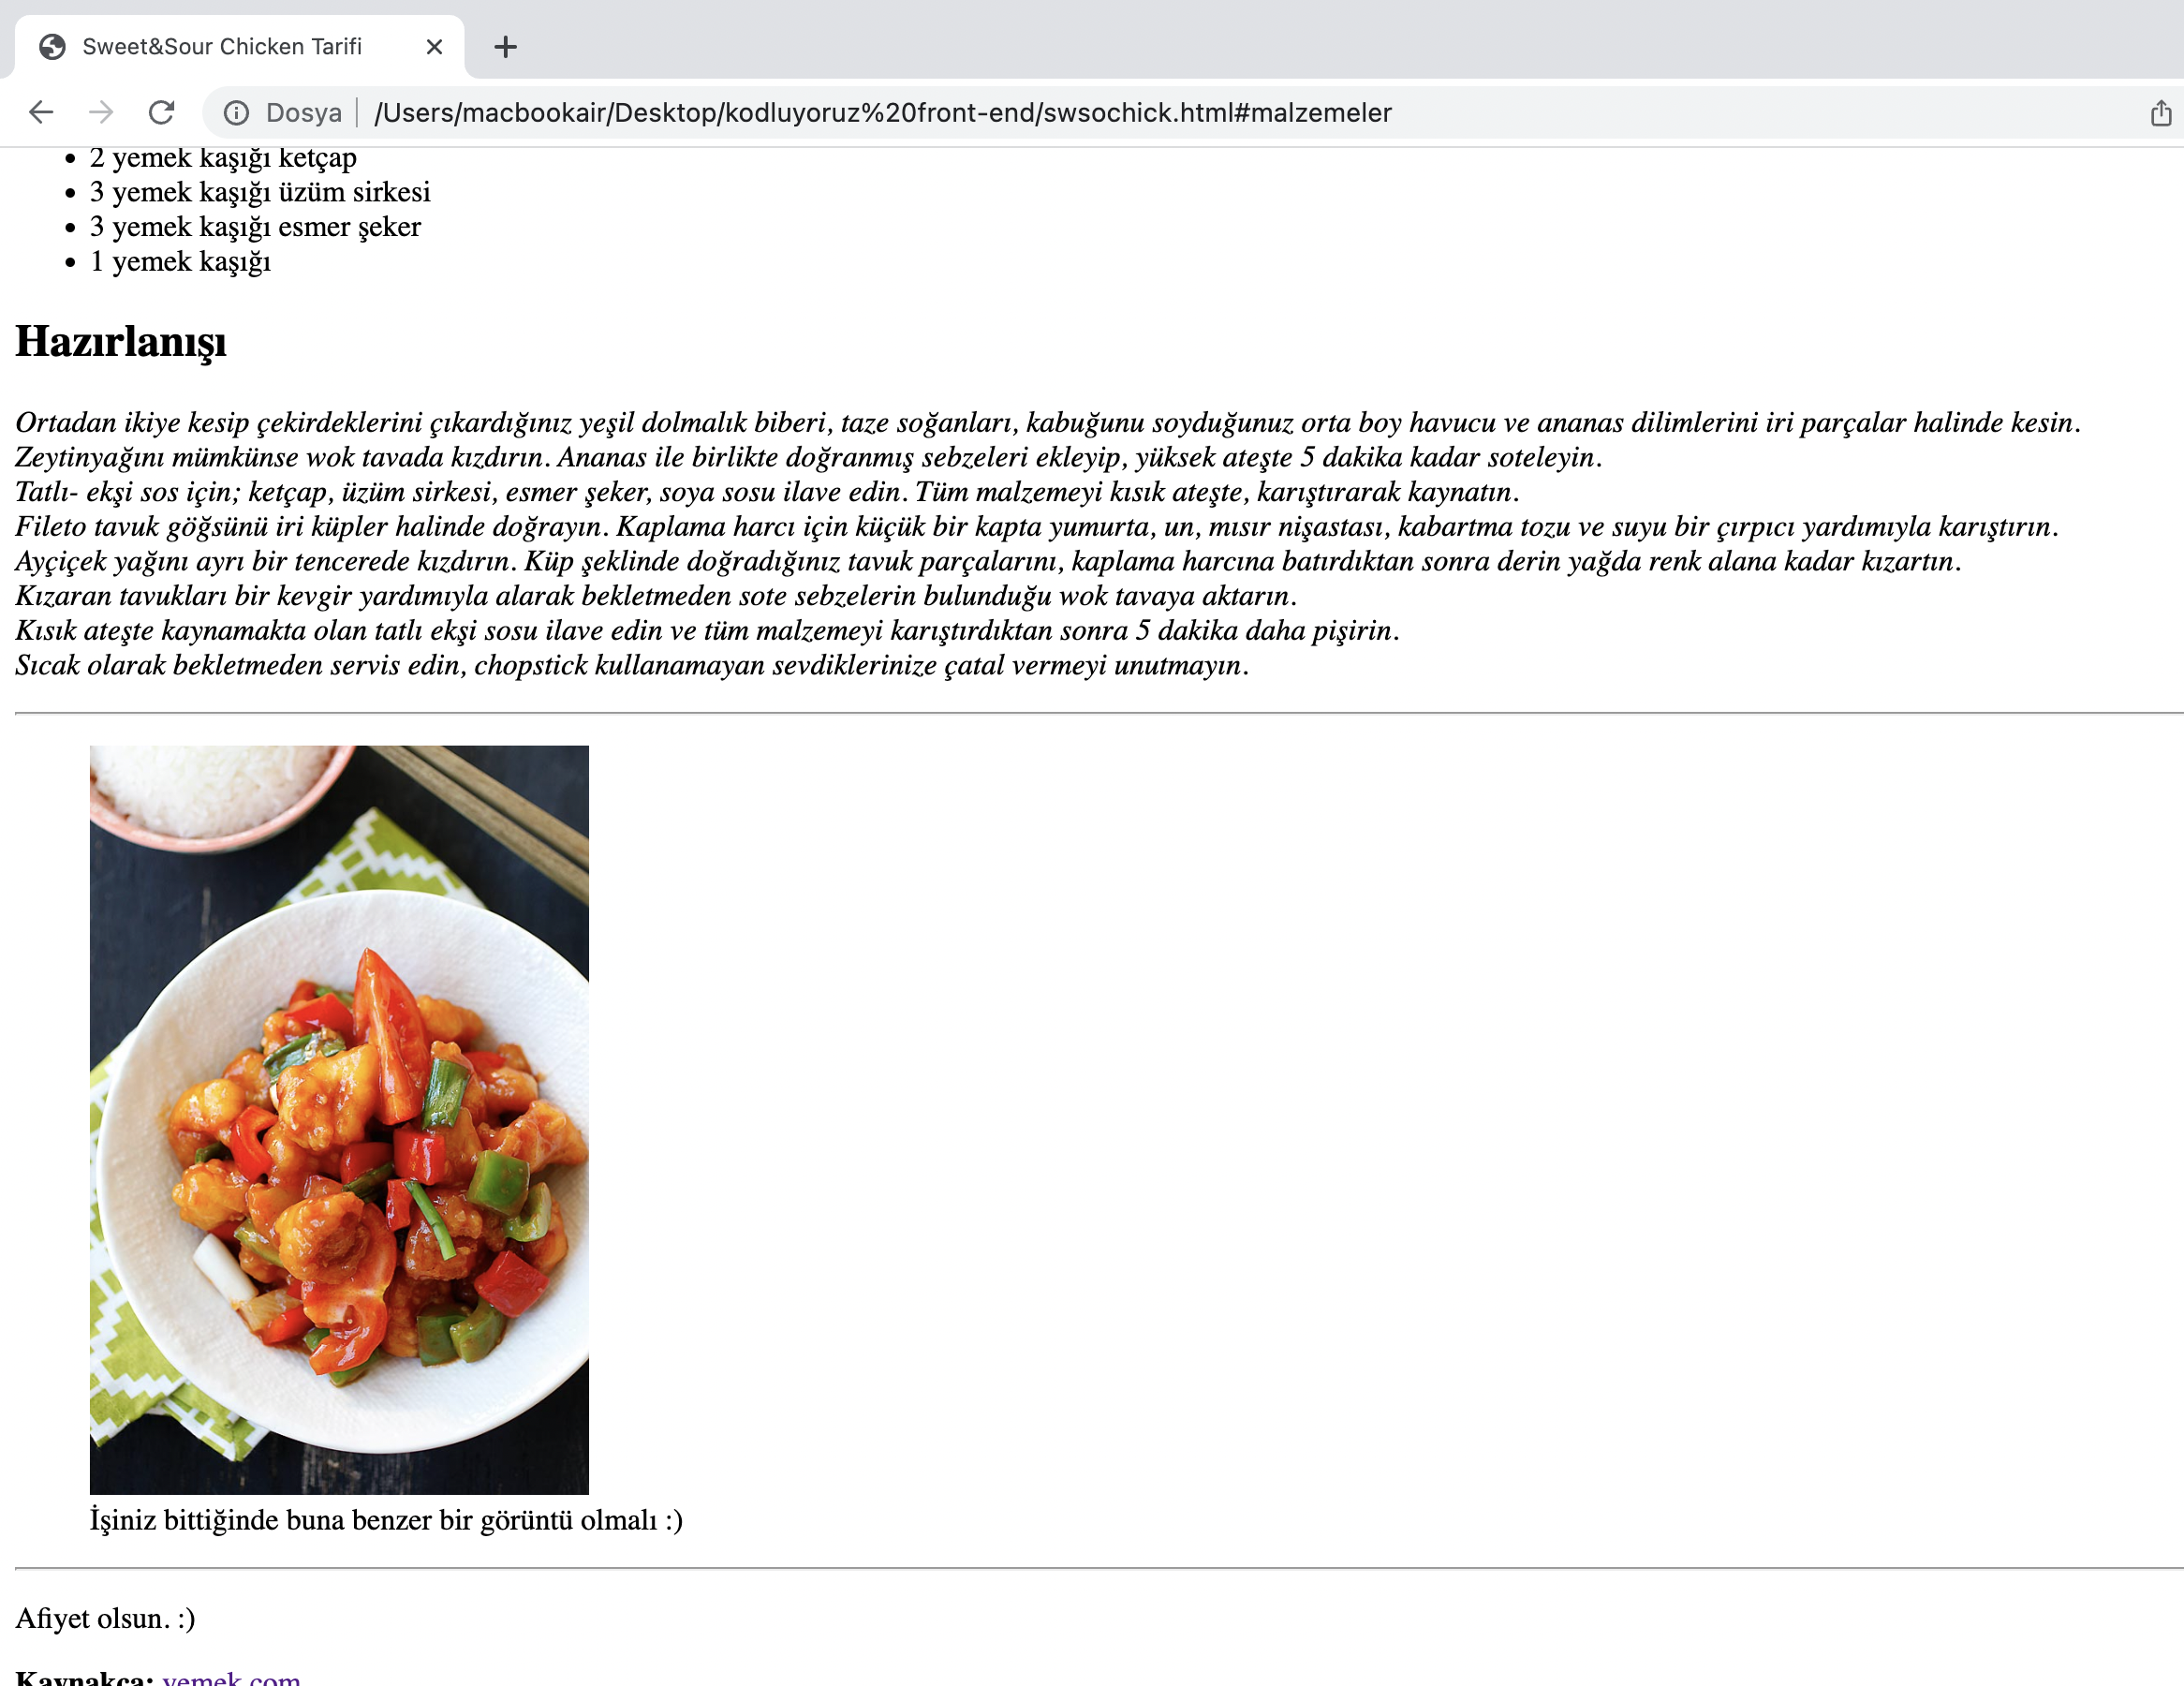 Sweet&Sour Chicken Tarifi
Dosya /Users/macbookair/Desktop/kodluyoruz%20front-end/swsochick.html#malzemeler
2 yemek kaşığı ketçap
3 yemek kaşığı üzüm sirkesi
3 yemek kaşığı esmer şeker
1 yemek kaşığı
Hazırlanışı
Ortadan ikiye kesip çekirdeklerini çıkardığınız yeşil dolmalık biberi, taze soğanları, kabuğunu soyduğunuz orta boy havucu ve ananas dilimlerini iri parçalar halinde kesin.
Zeytinyağını mümkünse wok tavada kızdırın. Ananas ile birlikte doğranmış sebzeleri ekleyip, yüksek ateşte 5 dakika kadar soteleyin.
Tatlı- ekşi sos için; ketçap, üzüm sirkesi, esmer şeker, soya sosu ilave edin. Tüm malzemeyi kısık ateşte, karıştırarak kaynatın.
Fileto tavuk göğsünü iri küpler halinde doğrayın. Kaplama harcı için küçük bir kapta yumurta, un, mısır nişastası, kabartma tozu ve suyu bir çırpıcı yardımıyla karıştırın.
Ayçiçek yağını ayrı bir tencerede kızdırın. Küp şeklinde doğradığınız tavuk parçalarını, kaplama harcına batırdıktan sonra derin yağda renk alana kadar kızartın.
Kızaran tavukları bir kevgir yardımıyla alarak bekletmeden sote sebzelerin bulunduğu wok tavaya aktarın.
Kısık ateşte kaynamakta olan tatlı ekşi sosu ilave edin ve tüm malzemeyi karıştırdıktan sonra 5 dakika daha pişirin.
Sıcak olarak bekletmeden servis edin, chopstick kullanamayan sevdiklerinize çatal vermeyi unutmayın.
İşiniz bittiğinde buna benzer bir görüntü olmalı :)
Afiyet olsun. :)
Kaynakça: yemek.com